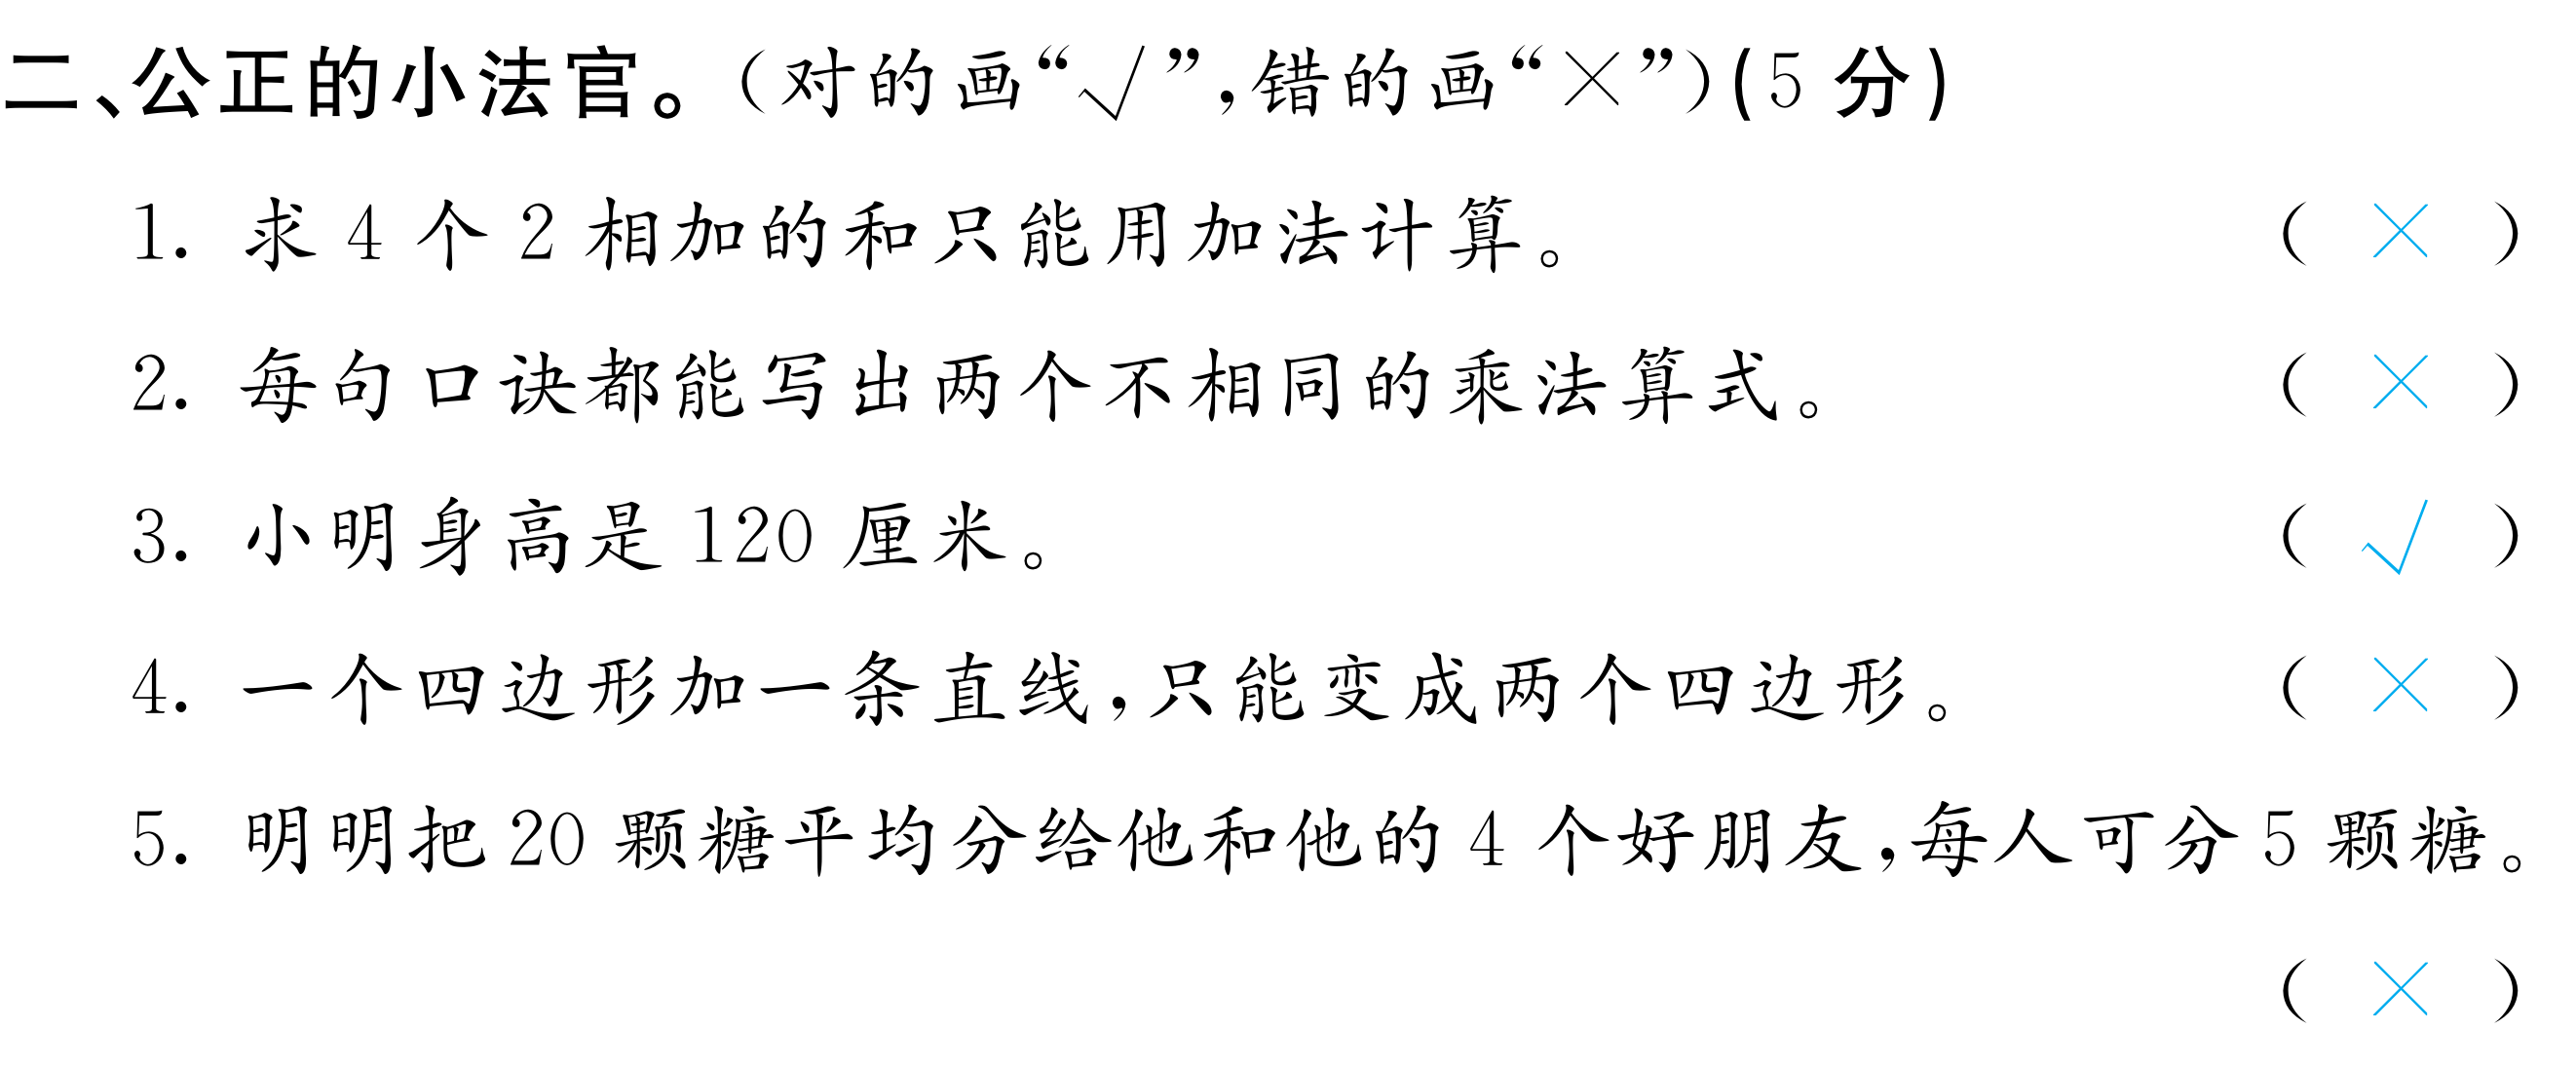 二、公正的小法官。(对的画“√”,错的画“×”)(5 分)
1. 求 4 个 2 相加的和只能用加法计算。 ( × )
2. 每句口诀都能写出两个不相同的乘法算式。 ( × )
3. 小明身高是 120 厘米。 ( √ )
4. 一个四边形加一条直线,只能变成两个四边形。 ( × )
5. 明明把 20 颗糖平均分给他和他的 4 个好朋友,每人可分 5 颗糖。
( × )